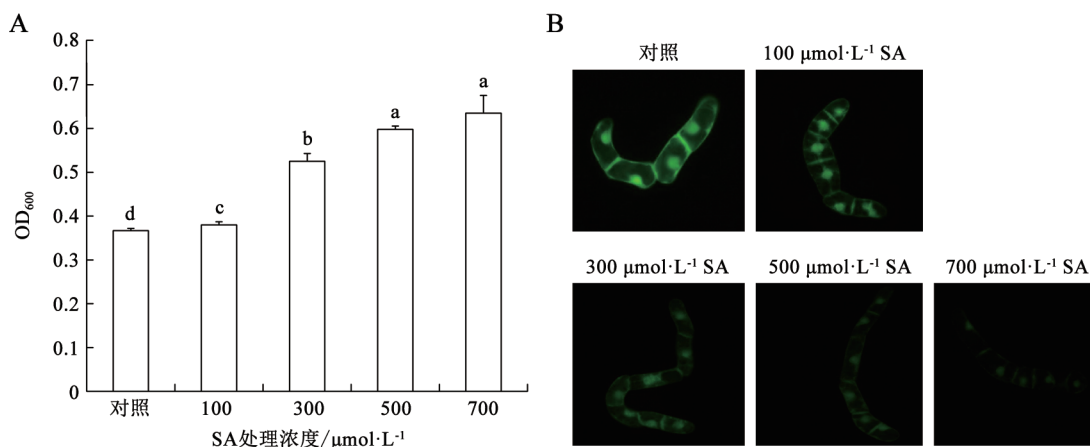 A
0.8
0.7
0.6
0.5
0.4
0.3
0.2
0.1
0
OD₆₀₀
d
c
b
a
a
对照
100
300
500
700
SA处理浓度/μmol·L⁻¹
B
对照
100 μmol·L⁻¹ SA
300 μmol·L⁻¹ SA
500 μmol·L⁻¹ SA
700 μmol·L⁻¹ SA